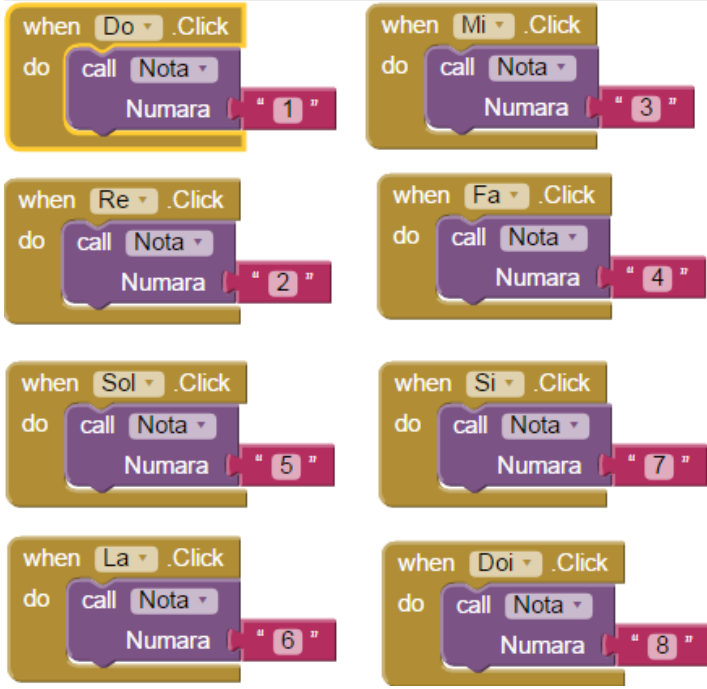 when Do .Click
do call Nota
Numara " 1 "
when Mi .Click
do call Nota
Numara " 3 "
when Re .Click
do call Nota
Numara " 2 "
when Fa .Click
do call Nota
Numara " 4 "
when Sol .Click
do call Nota
Numara " 5 "
when Si .Click
do call Nota
Numara " 7 "
when La .Click
do call Nota
Numara " 6 "
when Doi .Click
do call Nota
Numara " 8 "